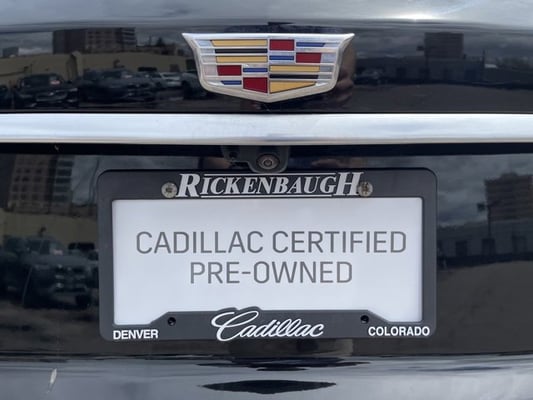 RICKENBAUGH
CADILLAC CERTIFIED
PRE-OWNED
DENVER Cadillac COLORADO